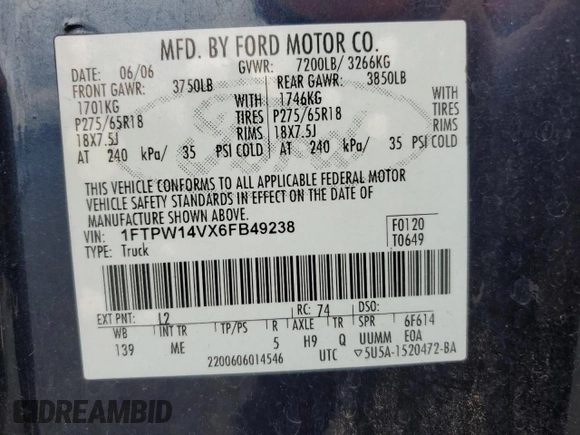 MFD. BY FORD MOTOR CO.
DATE: 06/06 GVWR: 7200LB/ 3266KG
FRONT GAWR: 3750LB REAR GAWR: 3850LB
1701KG WITH 1746KG WITH
P275/65R18 TIRES P275/65R18 TIRES
18X7.5J RIMS 18X7.5J RIMS
AT 240 kPa/ 35 PSI COLD AT 240 kPa/ 35 PSI COLD
Ford
THIS VEHICLE CONFORMS TO ALL APPLICABLE FEDERAL MOTOR
VEHICLE SAFETY STANDARDS IN EFFECT ON THE DATE OF
MANUFACTURE SHOWN ABOVE.
VIN: 1FTPW14VX6FB49238 F0120
TYPE: Truck T0649
EXT PNT: L2 RC: 74 DSO:
WB INT TR TP/PS R AXLE TR 6F614
139 ME 5 H9 Q UUMM EOA
2200606014546 UTC ▽5U5A-1520472-BA
DREAMBID